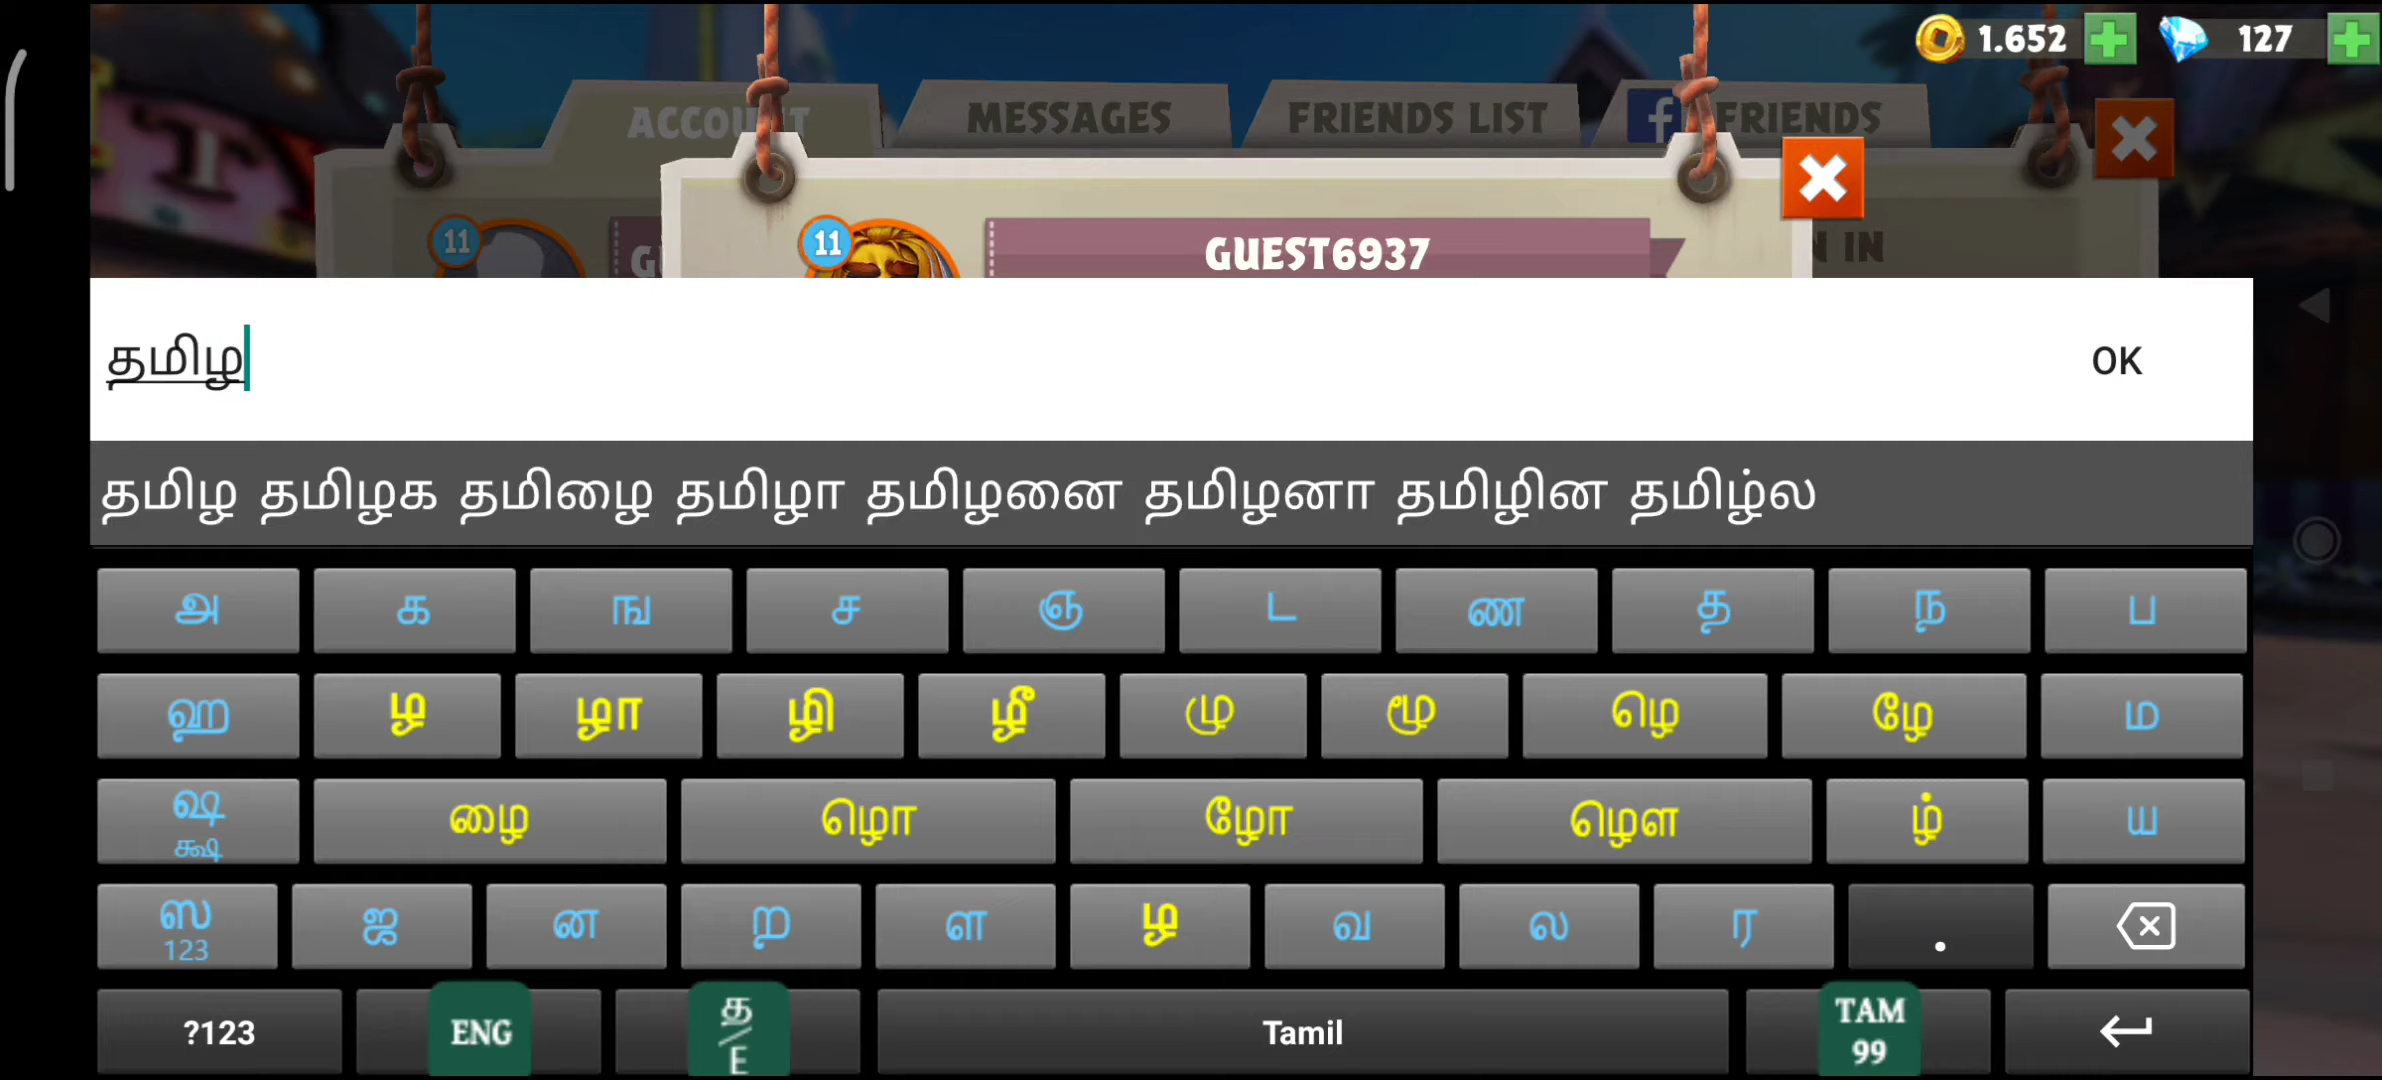 1.652 127
ACCOUNT MESSAGES FRIENDS LIST FRIENDS
11 11 GUEST6937 IN
தமிழ OK
தமிழ தமிழக தமிழை தமிழா தமிழனை தமிழனா தமிழின தமிழ்ல
அ க ங ச ஞ ட ண த ந ப
ஹ ழ ழா ழி ழீ ழு ழூ ழெ ழே ம
ஷ க்ஷ ழை ழொ ழோ ழௌ ழ் ய
ஸ 123 ஜ ன ற ள ழ வ ல ர .
?123 ENG த/E Tamil TAM 99